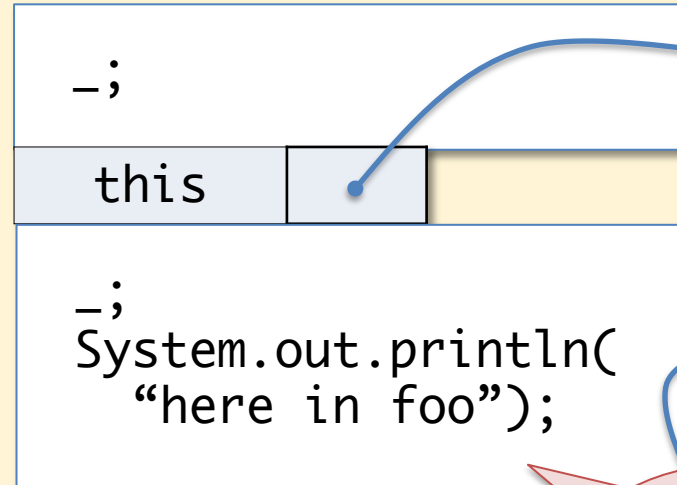 _;
this
_;
System.out.println(
“here in foo”);